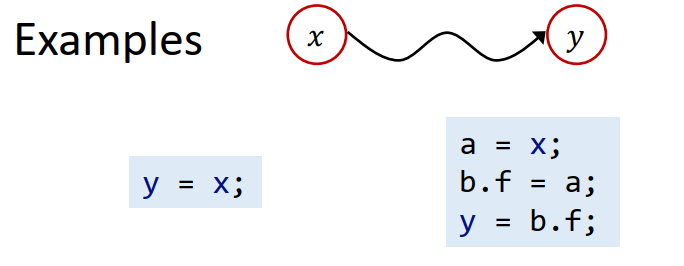 Examples
x
y
y = x;
a = x;
b.f = a;
y = b.f;